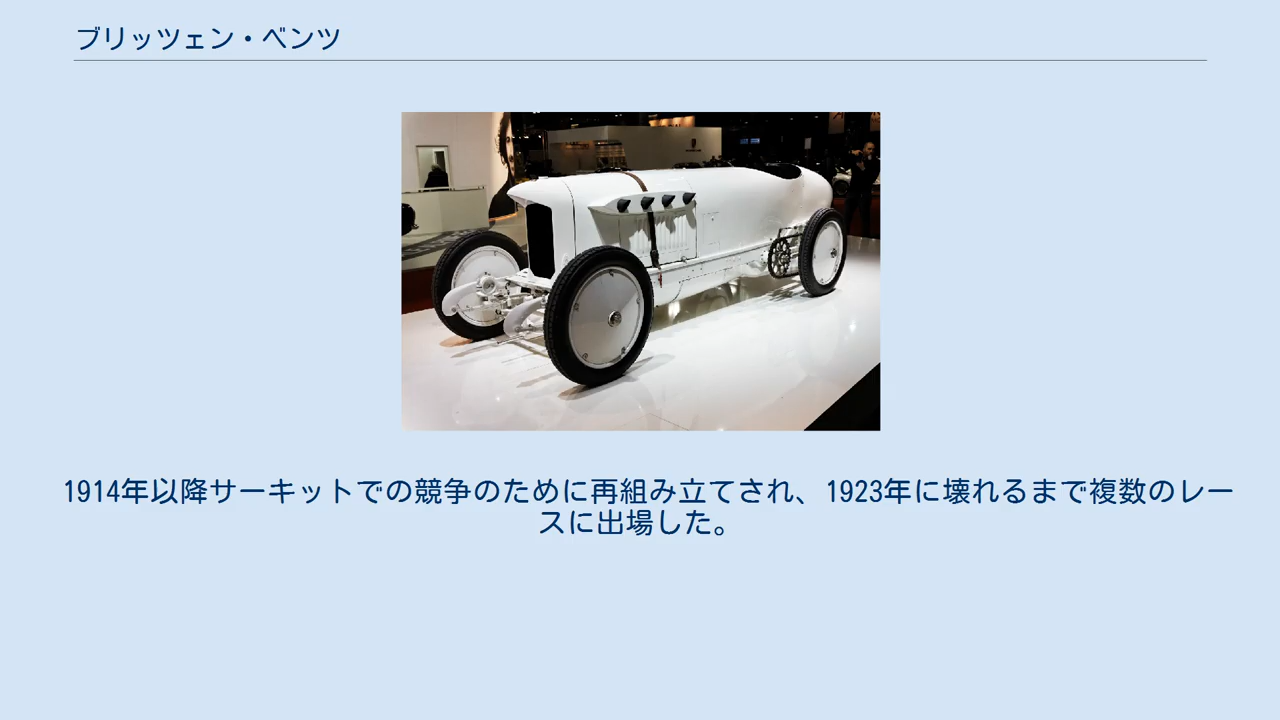 ブリッツェン・ベンツ
1914年以降サーキットでの競争のために再組み立てされ、1923年に壊れるまで複数のレー
スに出場した。